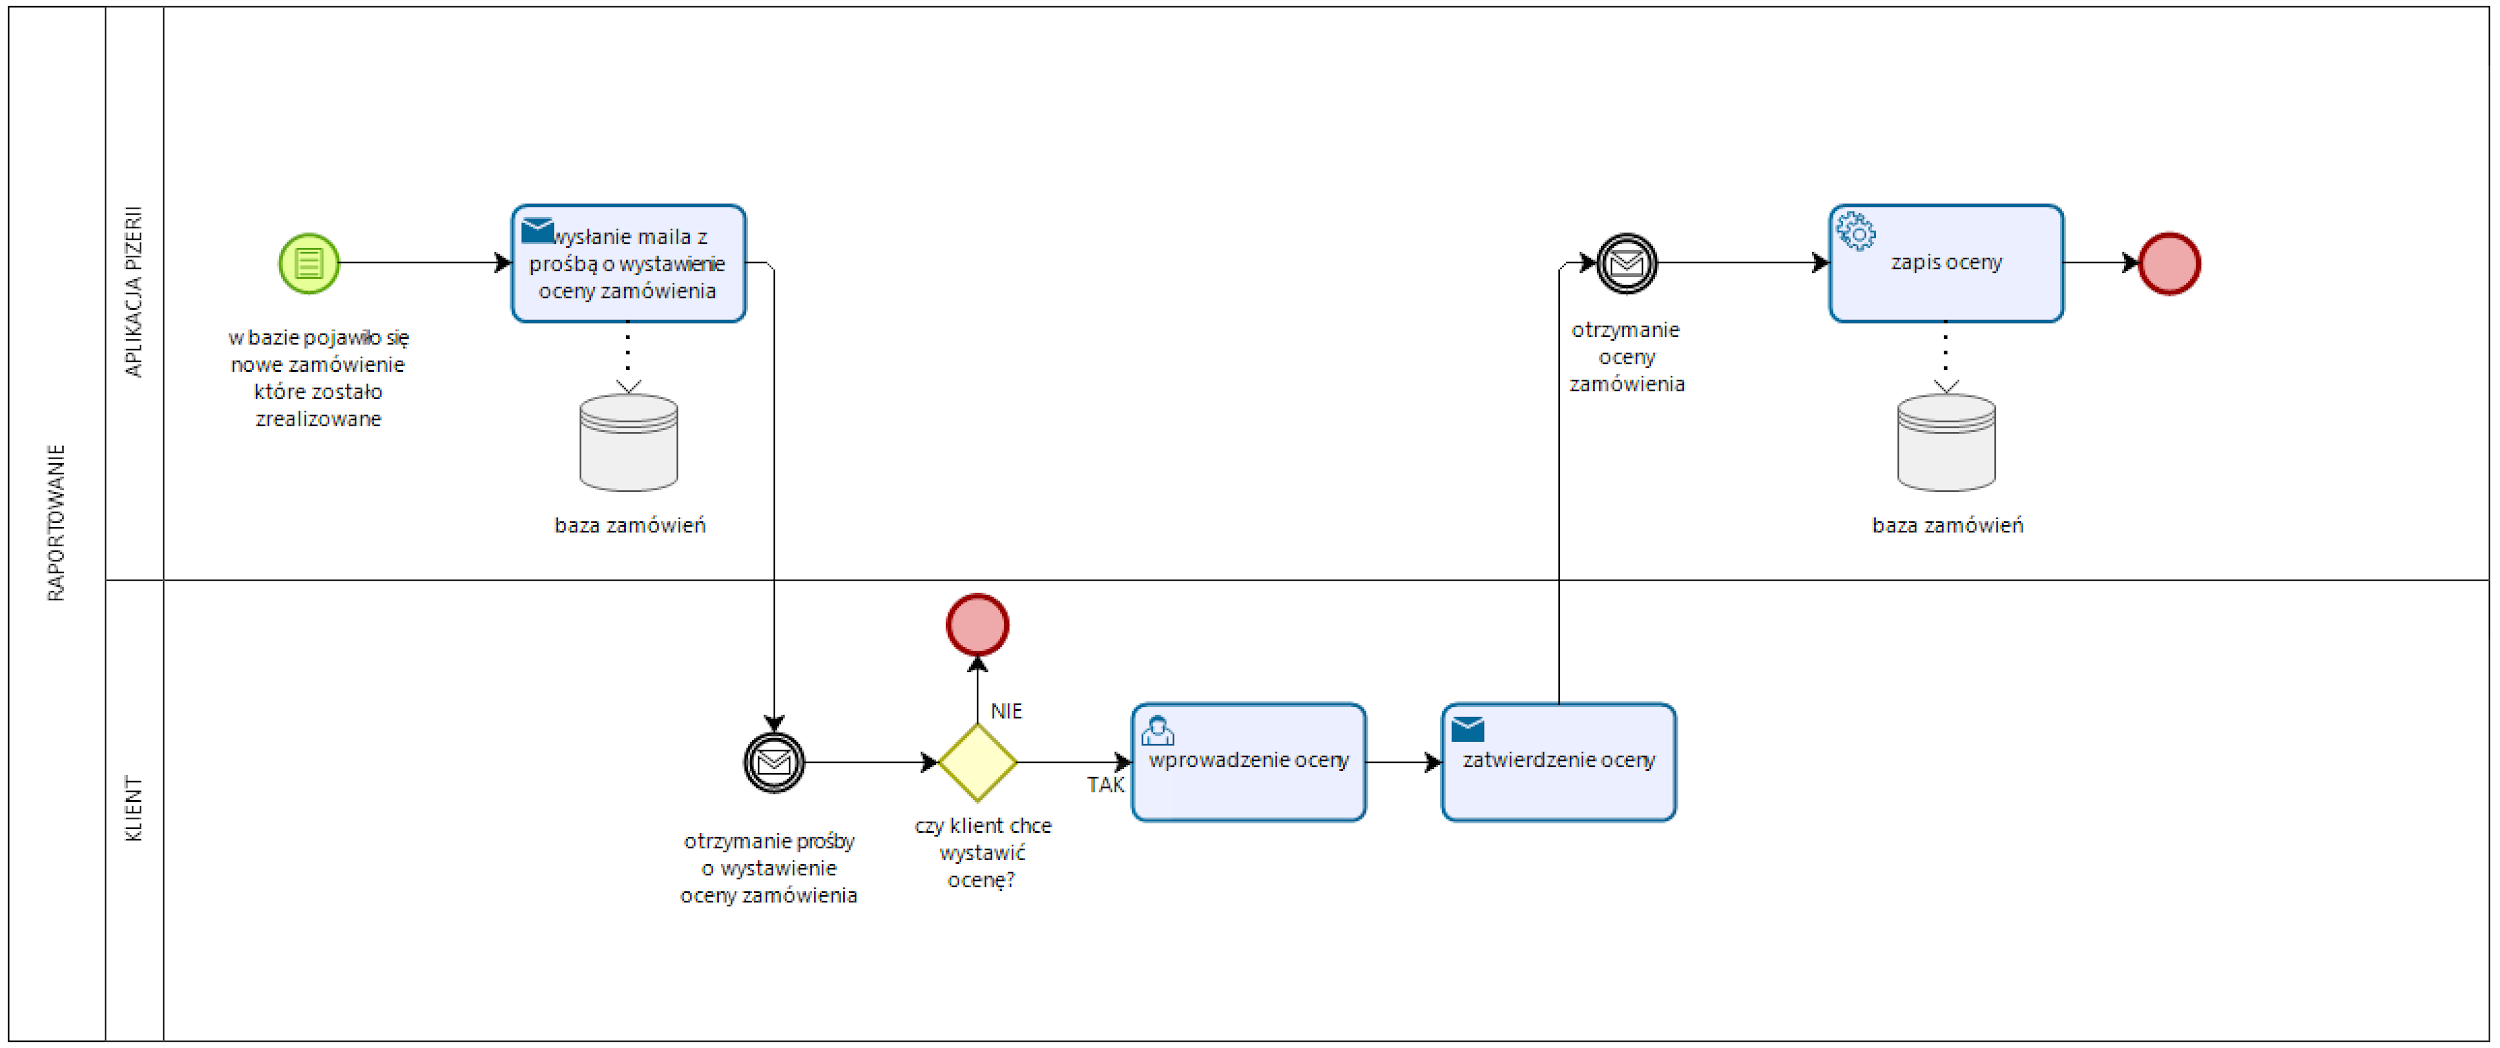 RAPORTOWANIE
APLIKACJA PIZERII
w bazie pojawiło się
nowe zamówienie
które zostało
zrealizowane
wysłanie maila z
prośbą o wystawienie
oceny zamówienia
baza zamówień
otrzymanie
oceny
zamówienia
zapis oceny
baza zamówień
KLIENT
otrzymanie prośby
o wystawienie
oceny zamówienia
NIE
TAK
czy klient chce
wystawić
ocenę?
wprowadzenie oceny
zatwierdzenie oceny